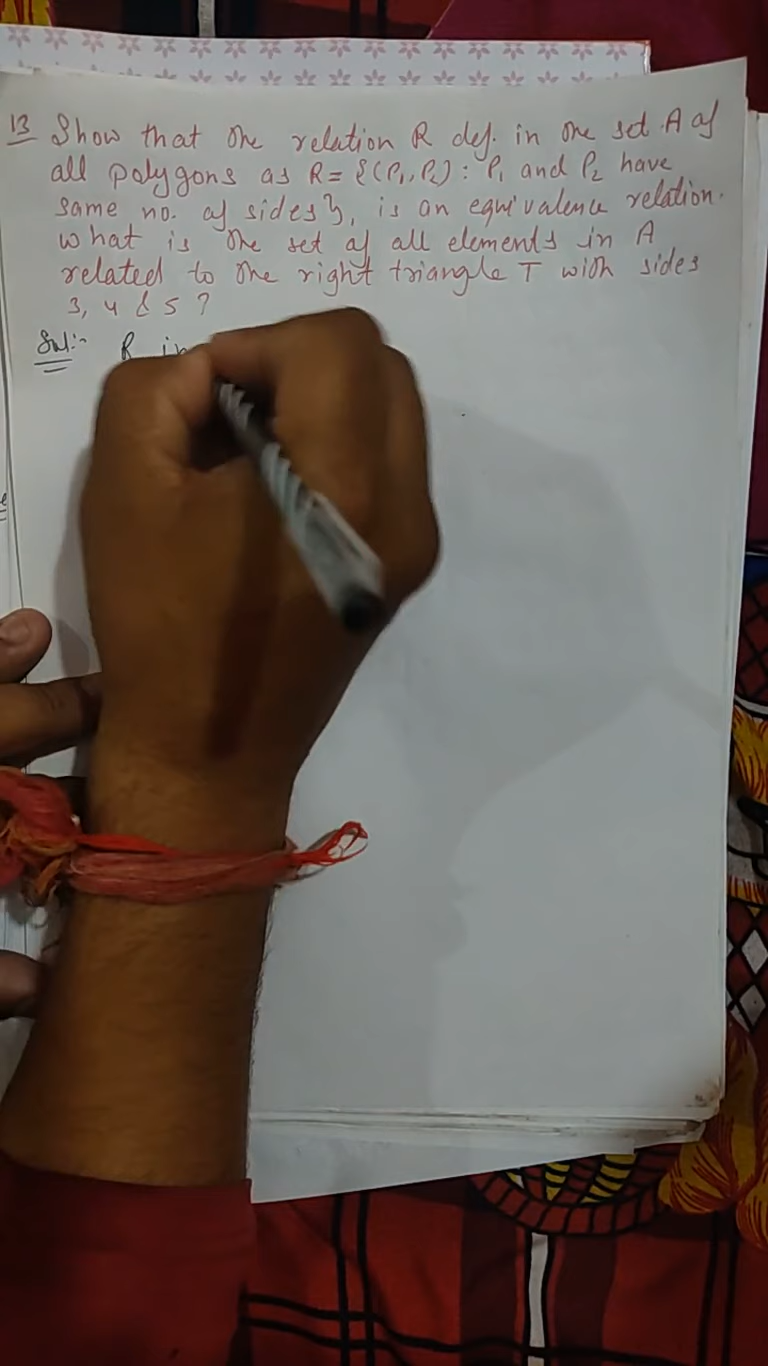 13 Show that the relation R def. in the set A of
all polygons as R = {(P₁, P₂) : P₁ and P₂ have
same no. of sides}, is an equivalence relation.
what is the set of all elements in A
related to the right triangle T with sides
3, 4 & 5 ?
Sol:- R in